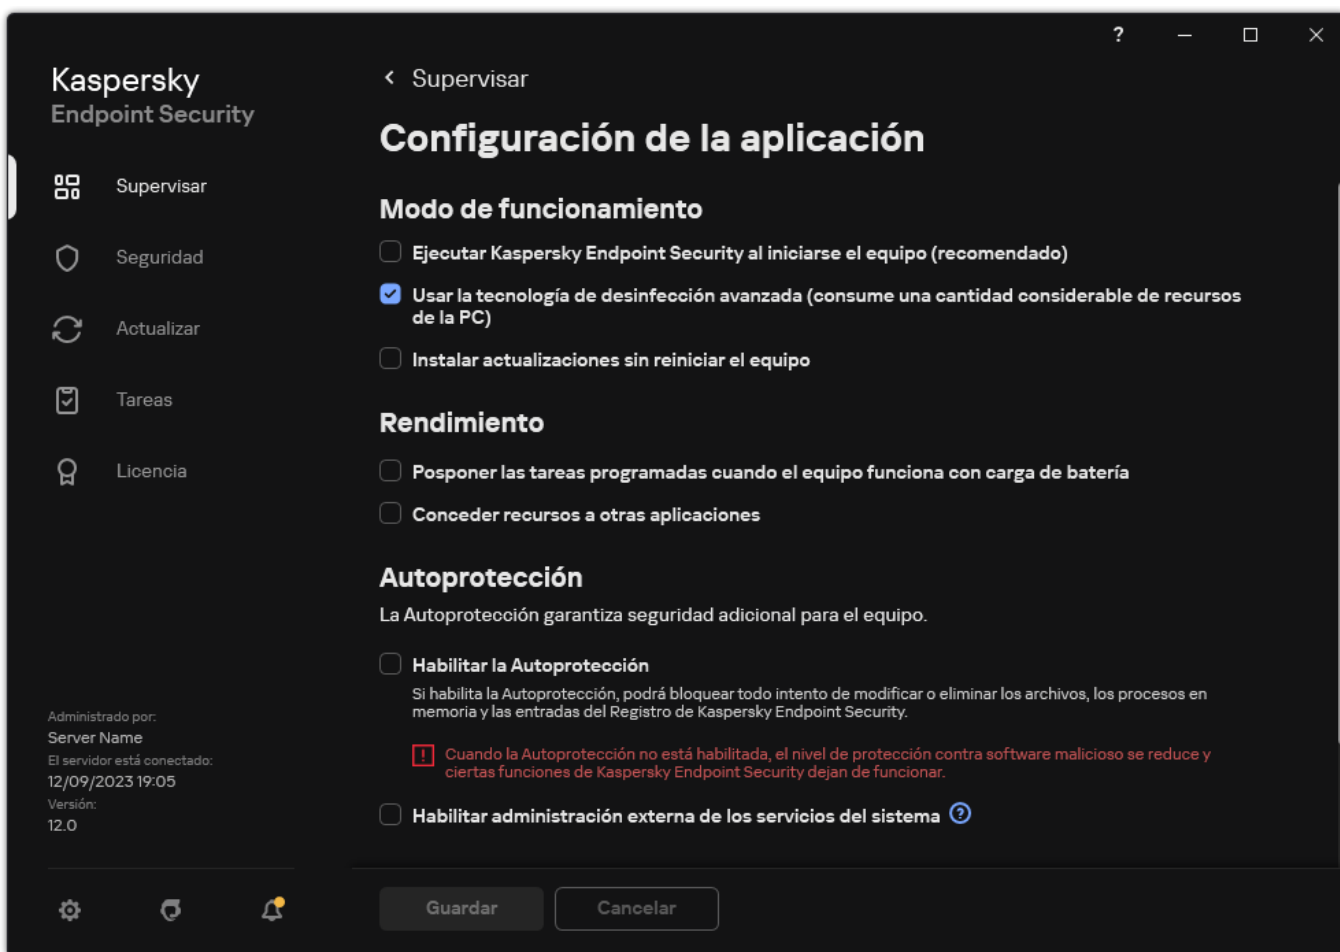 ?
Kaspersky
Endpoint Security
Supervisar
Seguridad
Actualizar
Tareas
Licencia
Administrado por:
Server Name
El servidor está conectado:
12/09/2023 19:05
Versión:
12.0
Supervisar
Configuración de la aplicación
Modo de funcionamiento
Ejecutar Kaspersky Endpoint Security al iniciarse el equipo (recomendado)
Usar la tecnología de desinfección avanzada (consume una cantidad considerable de recursos
de la PC)
Instalar actualizaciones sin reiniciar el equipo
Rendimiento
Posponer las tareas programadas cuando el equipo funciona con carga de batería
Conceder recursos a otras aplicaciones
Autoprotección
La Autoprotección garantiza seguridad adicional para el equipo.
Habilitar la Autoprotección
Si habilita la Autoprotección, podrá bloquear todo intento de modificar o eliminar los archivos, los procesos en
memoria y las entradas del Registro de Kaspersky Endpoint Security.
Cuando la Autoprotección no está habilitada, el nivel de protección contra software malicioso se reduce y
ciertas funciones de Kaspersky Endpoint Security dejan de funcionar.
Habilitar administración externa de los servicios del sistema ?
Guardar
Cancelar